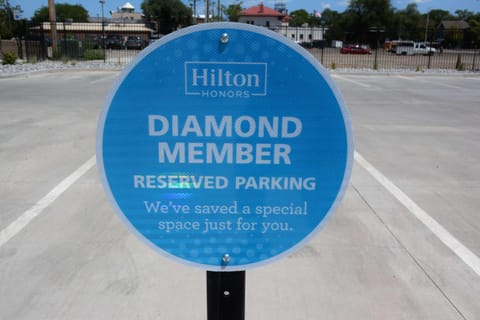 Hilton
HONORS
DIAMOND
MEMBER
RESERVED PARKING
We've saved a special
space just for you.